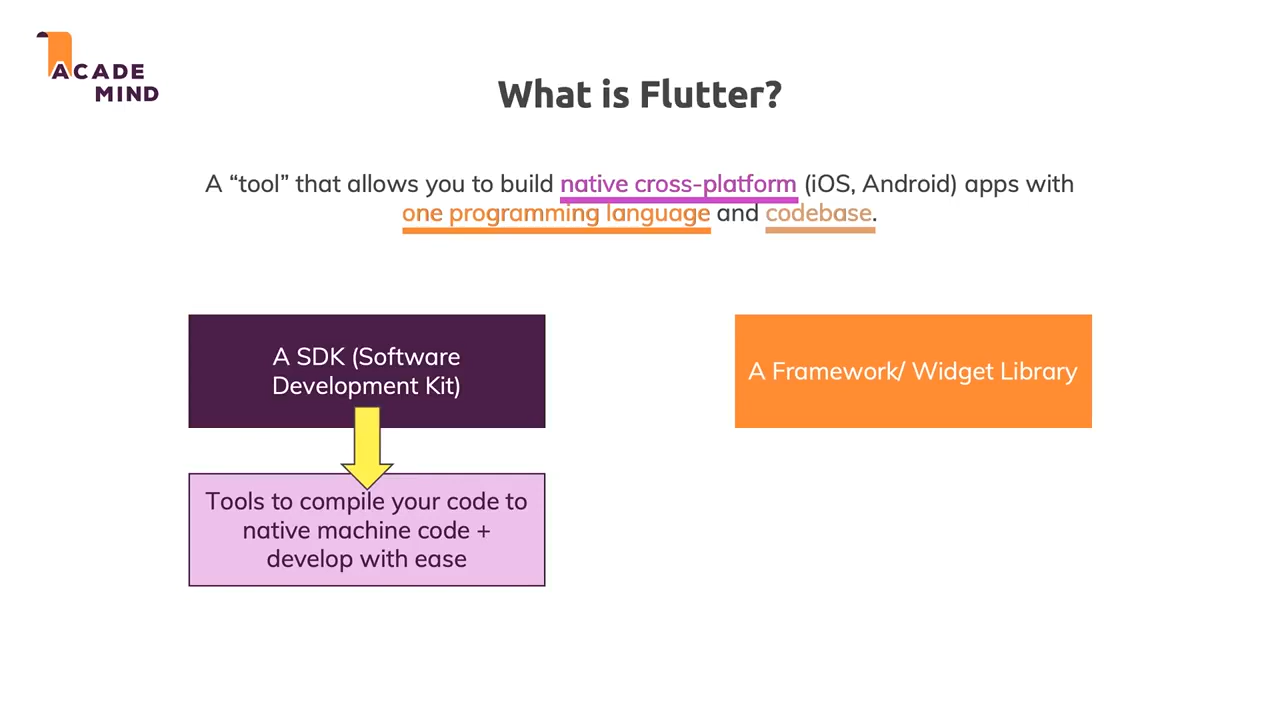 ACADE
MIND
What is Flutter?
A “tool” that allows you to build native cross-platform (iOS, Android) apps with
one programming language and codebase.
A SDK (Software
Development Kit)
A Framework/ Widget Library
Tools to compile your code to
native machine code +
develop with ease